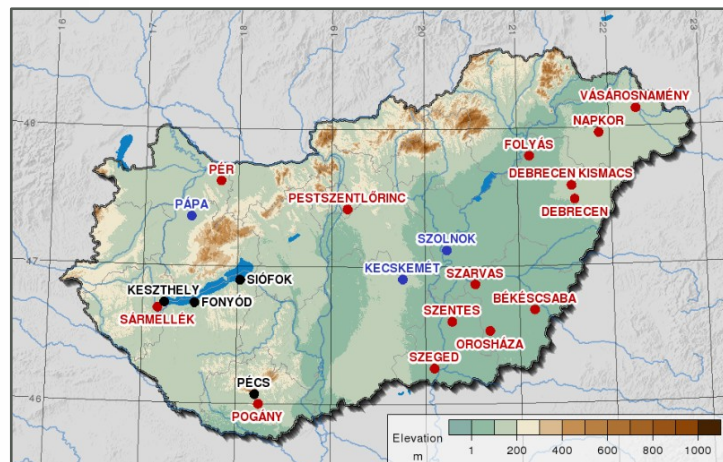 16
17
18
19
20
21
22
23
VÁSÁROSNAMÉNY
48
NAPKOR
FOLYÁS
PÉR
DEBRECEN KISMACS
PÁPA
PESTSZENTLŐRINC
DEBRECEN
SZOLNOK
47
KECSKEMÉT
SIÓFOK
KESZTHELY
SZARVAS
FONYÓD
BÉKÉSCSABA
SÁRMELLÉK
SZENTES
OROSHÁZA
SZEGED
PÉCS
46
POGÁNY
Elevation
m
1
200
400
600
800
1000